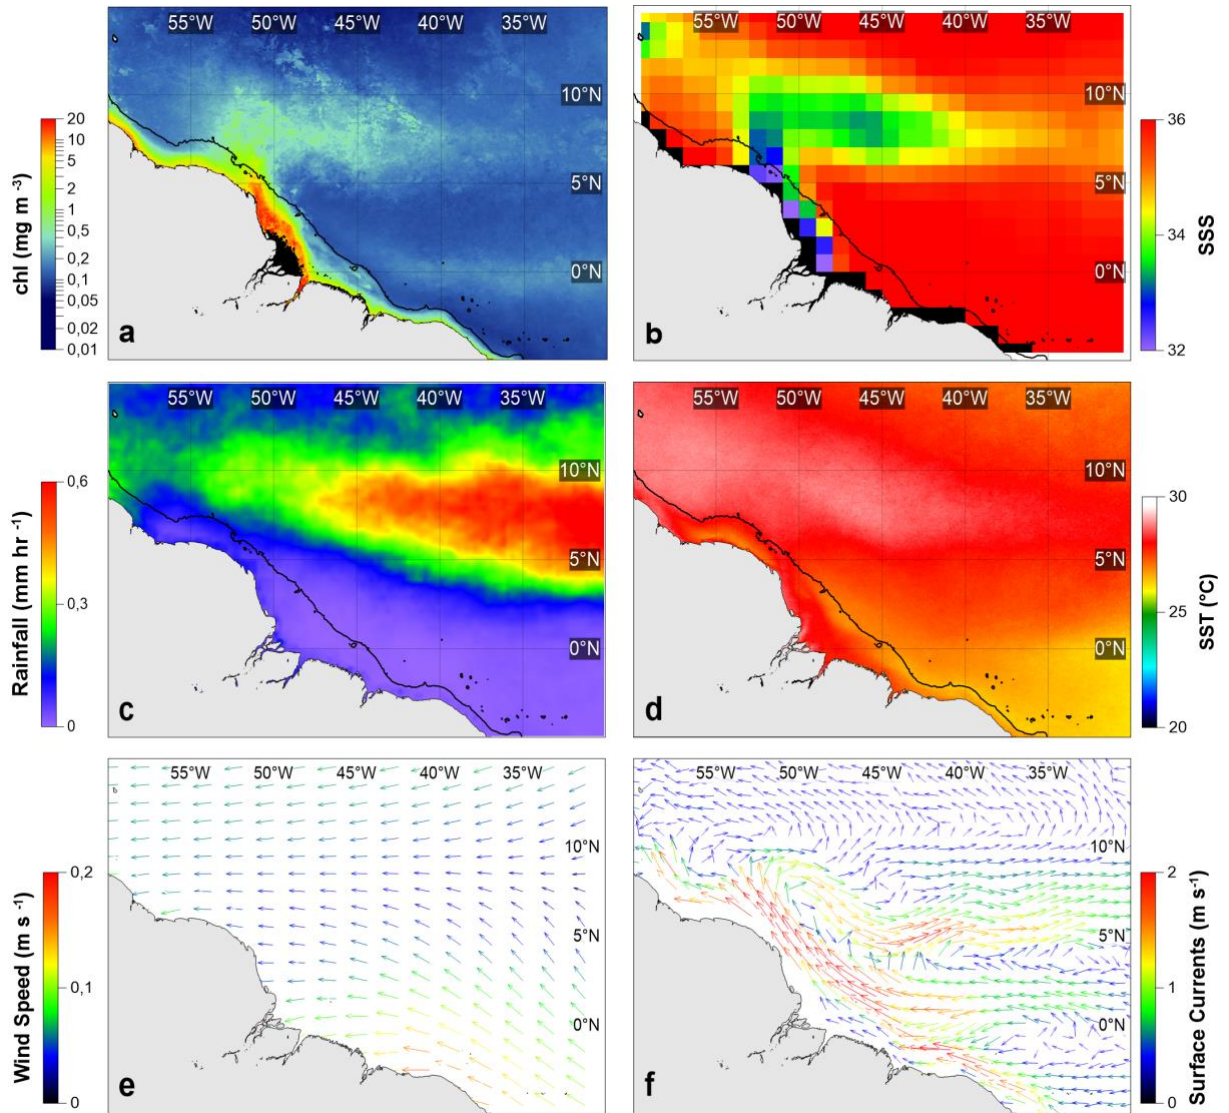 55°W 50°W 45°W 40°W 35°W
10°N
5°N
0°N
chl (mg m -3)
20
10
5
2
1
0,5
0,2
0,1
0,05
0,02
0,01
a
55°W 50°W 45°W 40°W 35°W
10°N
5°N
0°N
36
34
32
SSS
b
55°W 50°W 45°W 40°W 35°W
10°N
5°N
0°N
Rainfall (mm hr -1)
0,6
0,3
0
c
55°W 50°W 45°W 40°W 35°W
10°N
5°N
0°N
30
25
20
SST (°C)
d
55°W 50°W 45°W 40°W 35°W
10°N
5°N
0°N
Wind Speed (m s -1)
0,2
0,1
0
e
55°W 50°W 45°W 40°W 35°W
10°N
5°N
0°N
2
1
0
Surface Currents (m s-1)
f